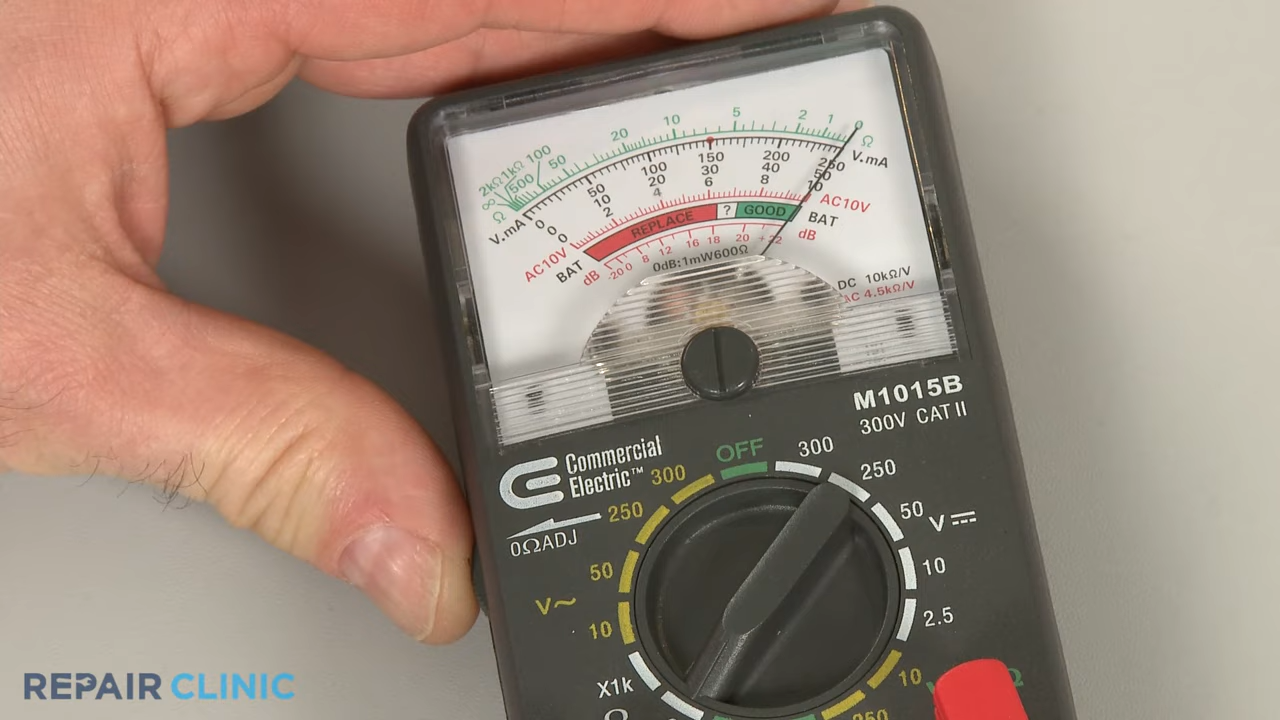 2kΩ 1kΩ 100 50 20 10 5 2 1 0 Ω
∞ 500
Ω
V.mA 0 50 100 150 200 250 V.mA
0 10 20 30 40 50
0 2 4 6 8 10
AC10V AC10V
BAT REPLACE ? GOOD BAT
dB -20 0 8 12 16 18 20 +22 dB
0dB:1mW600Ω
DC 10kΩ/V
AC 4.5kΩ/V
M1015B
300V CAT II
Commercial
Electric™
0ΩADJ
OFF
300
250
50
V⎓
10
2.5
10
250
300
250
50
V~
10
X1k
Ω
REPAIR CLINIC